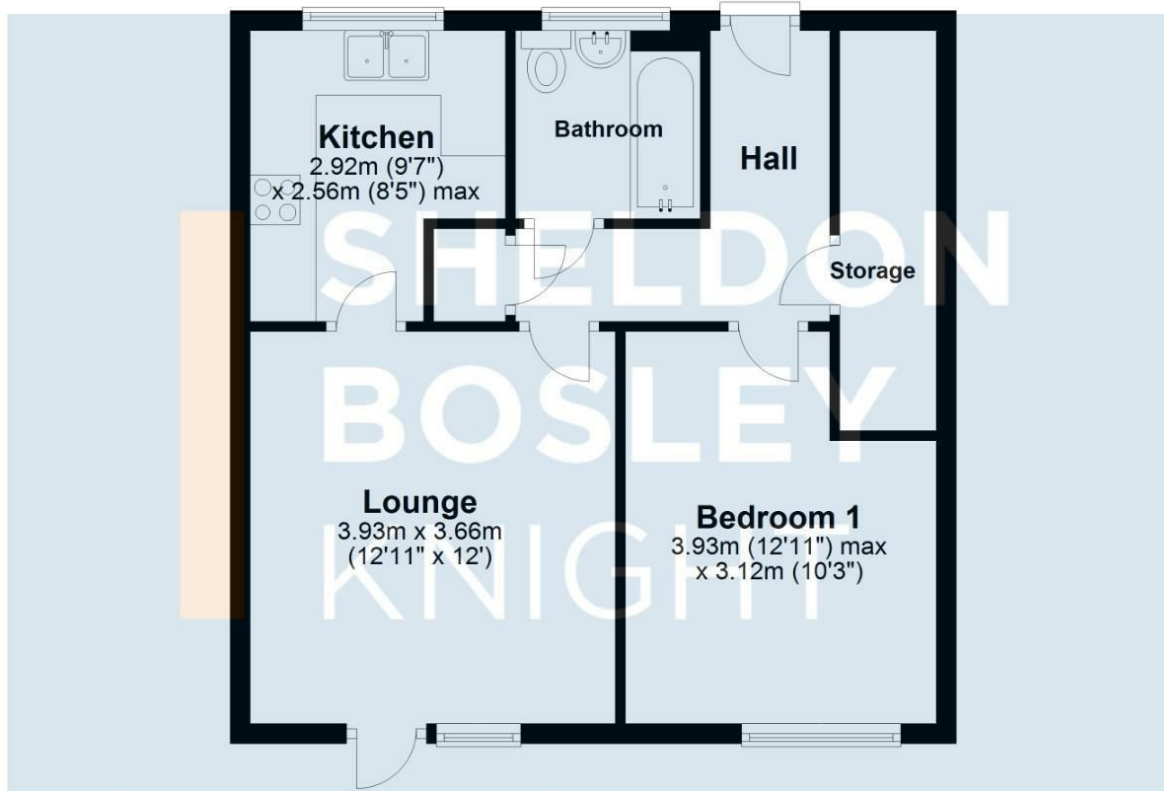 Kitchen
2.92m (9'7")
x 2.56m (8'5") max
Bathroom
Hall
Storage
SHELDON
BOSLEY
KNIGHT
Lounge
3.93m x 3.66m
(12'11" x 12')
Bedroom 1
3.93m (12'11") max
x 3.12m (10'3")